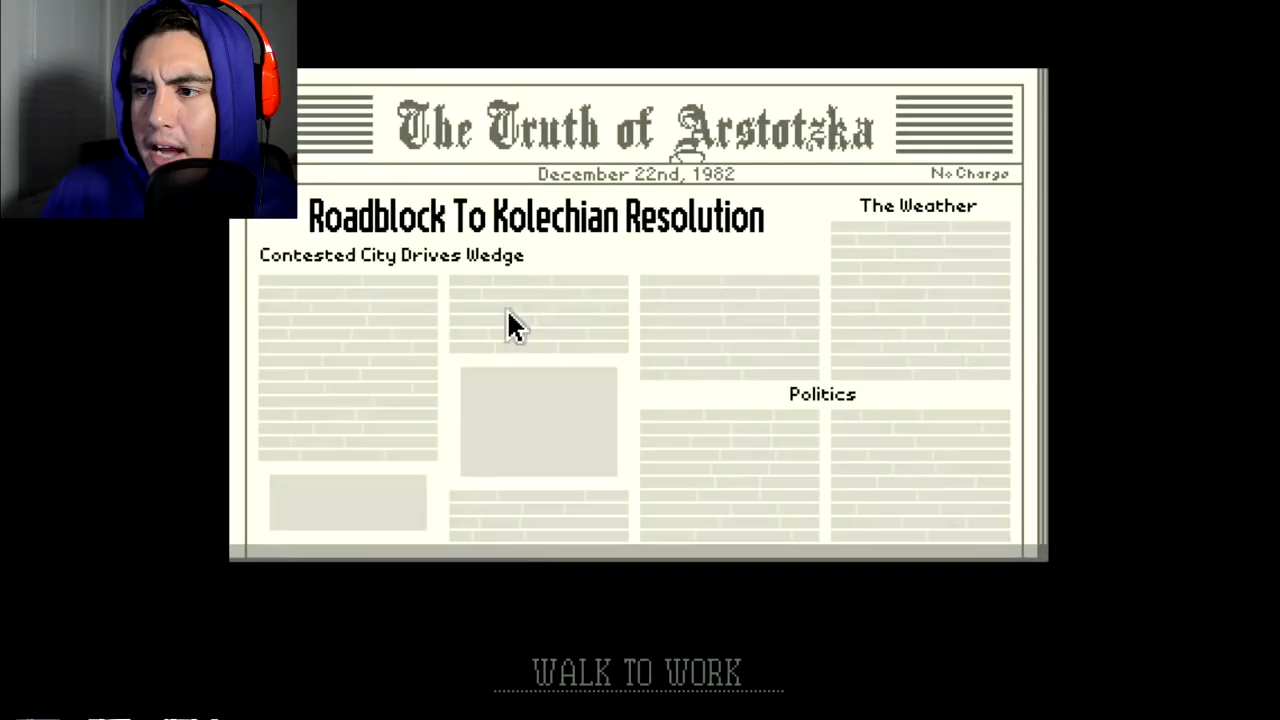 The Truth of Arstotzka
December 22nd, 1982
No Charge
Roadblock To Kolechian Resolution
The Weather
Contested City Drives Wedge
Politics
WALK TO WORK